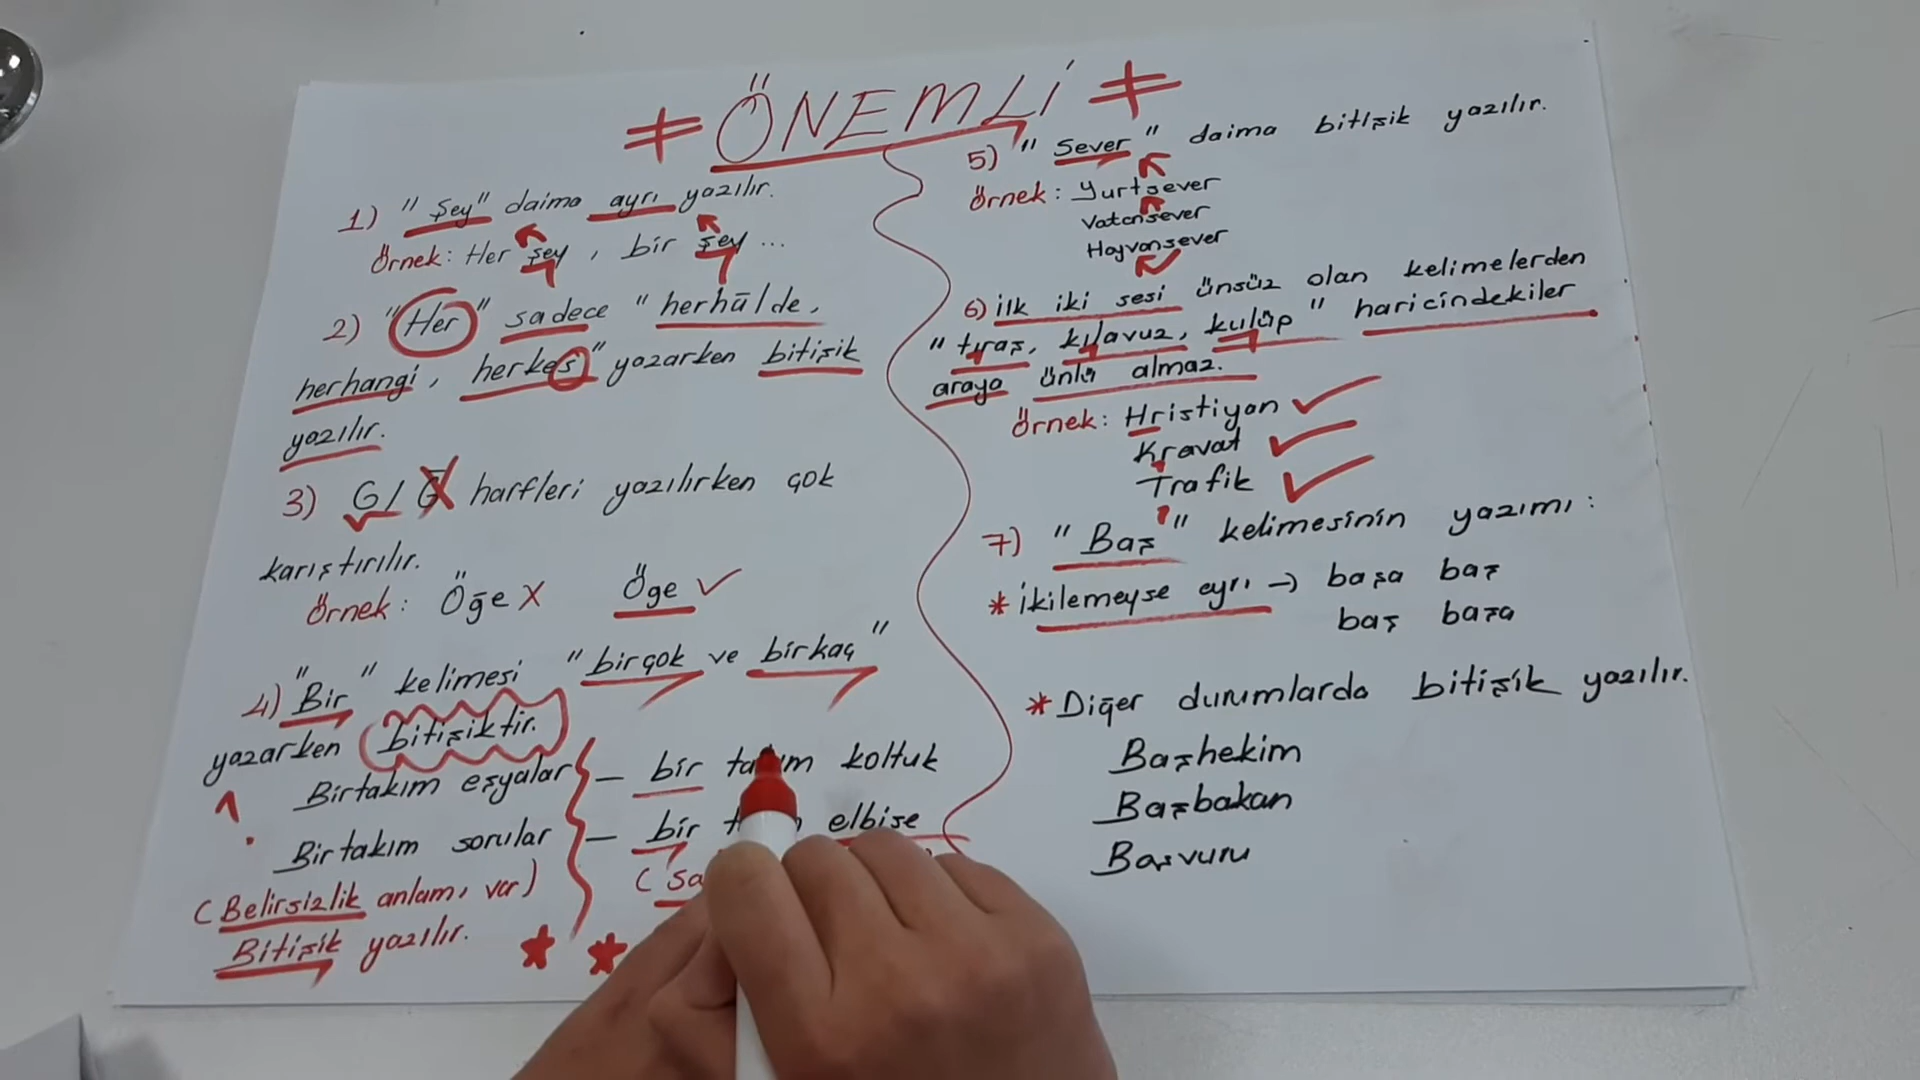 ÖNEMLİ
1) "Şey" daima ayrı yazılır.
Örnek: Her şey, bir şey...
2) "Her" sadece "herhâlde,
herhangi, herkes" yazarken bitişik
yazılır.
3) G/Ğ harfleri yazılırken çok
karıştırılır.
Örnek: Öğe X Öge ✓
4) "Bir" kelimesi "birçok ve birkaç"
yazarken bitişiktir.
Birtakım eşyalar
Birtakım sorular
(Belirsizlik anlamı var)
Bitişik yazılır.
- bir takım koltuk
- bir elbise
5) "Sever" daima bitişik yazılır.
Örnek: Yurtsever
Vatansever
Hayvansever
6) İlk iki sesi ünsüz olan kelimelerden
"tıraş, kılavuz, kulüp" haricindekiler
araya ünlü almaz.
Örnek: Hristiyan ✓
Kravat ✓
Trafik ✓
7) "Baş" kelimesinin yazımı:
* İkilemeyse ayrı → başa baş
baş başa
* Diğer durumlarda bitişik yazılır.
Başhekim
Başbakan
Başvuru